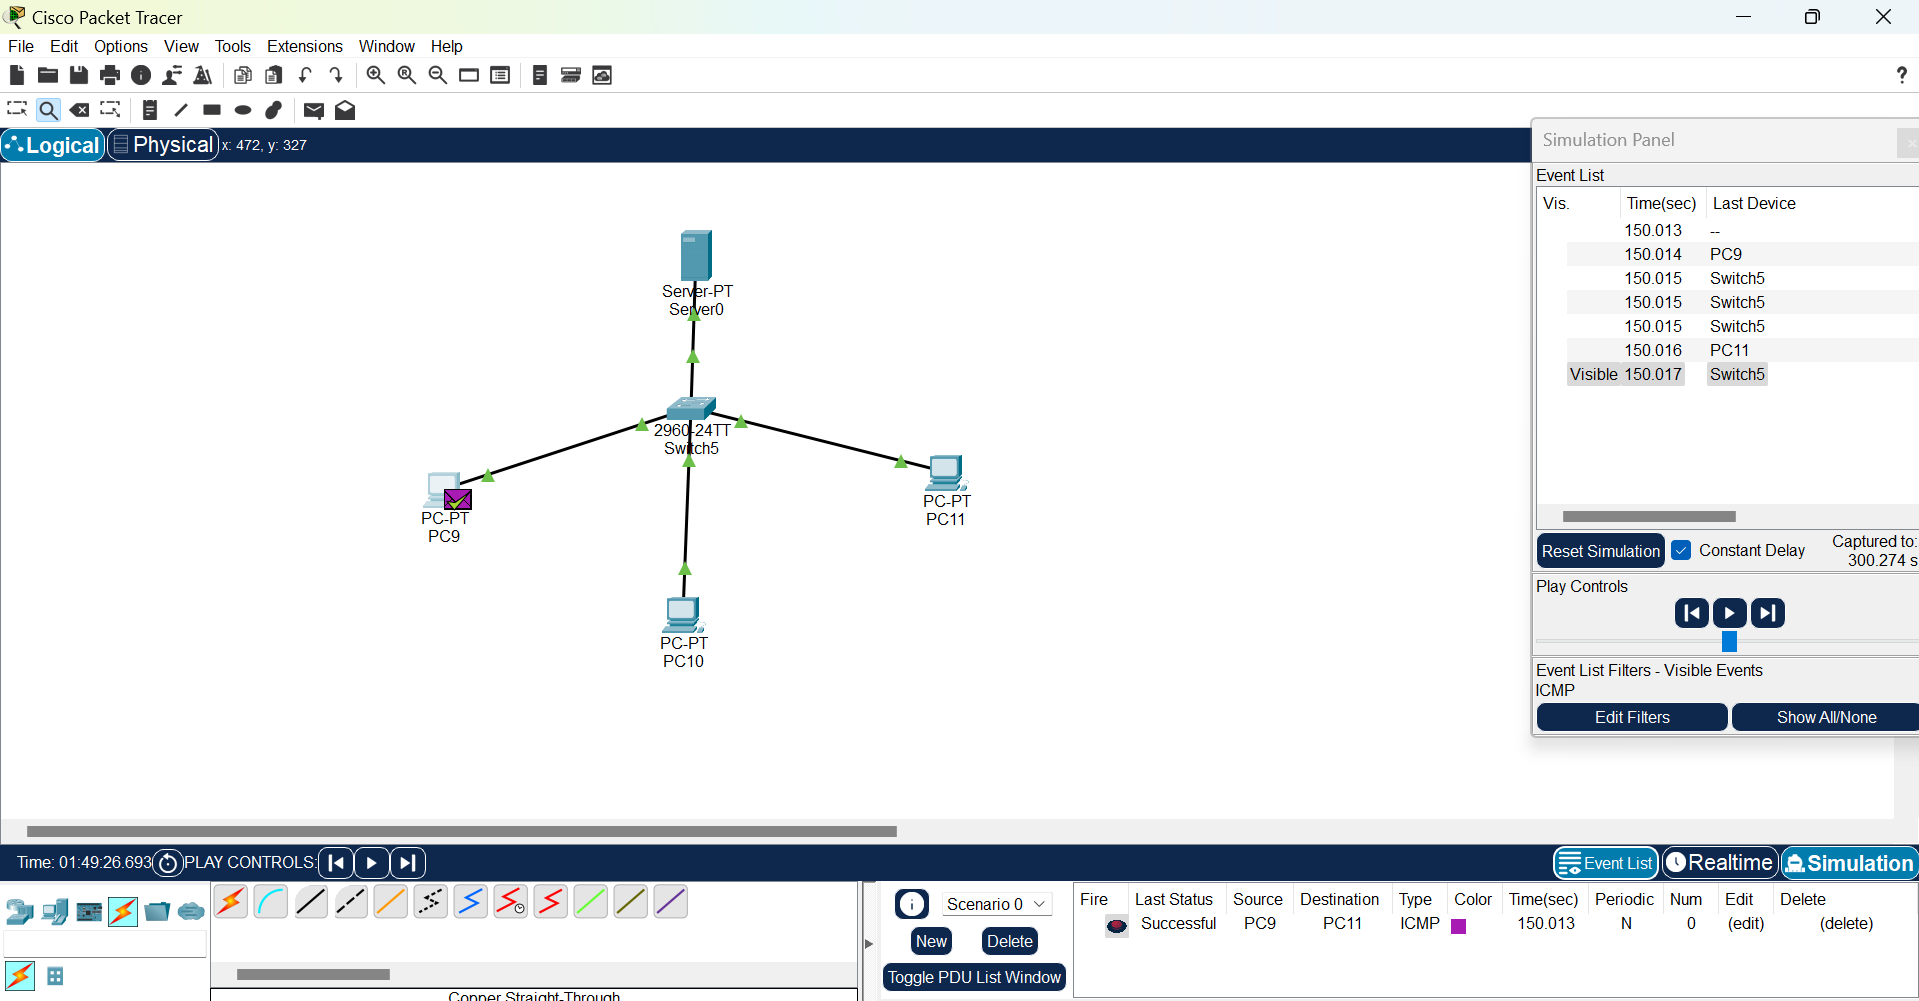 Cisco Packet Tracer
File Edit Options View Tools Extensions Window Help
Logical Physical x: 472, y: 327
Server-PT
Server0
2960-24TT
Switch5
PC-PT
PC9
PC-PT
PC11
PC-PT
PC10
Simulation Panel
Event List
Vis. Time(sec) Last Device
150.013 --
150.014 PC9
150.015 Switch5
150.015 Switch5
150.015 Switch5
150.016 PC11
Visible 150.017 Switch5
Reset Simulation Constant Delay Captured to:
300.274 s
Play Controls
Event List Filters - Visible Events
ICMP
Edit Filters Show All/None
Time: 01:49:26.693 PLAY CONTROLS: Event List Realtime Simulation
Copper Straight-Through
Scenario 0
New Delete
Toggle PDU List Window
Fire Last Status Source Destination Type Color Time(sec) Periodic Num Edit Delete
Successful PC9 PC11 ICMP 150.013 N 0 (edit) (delete)